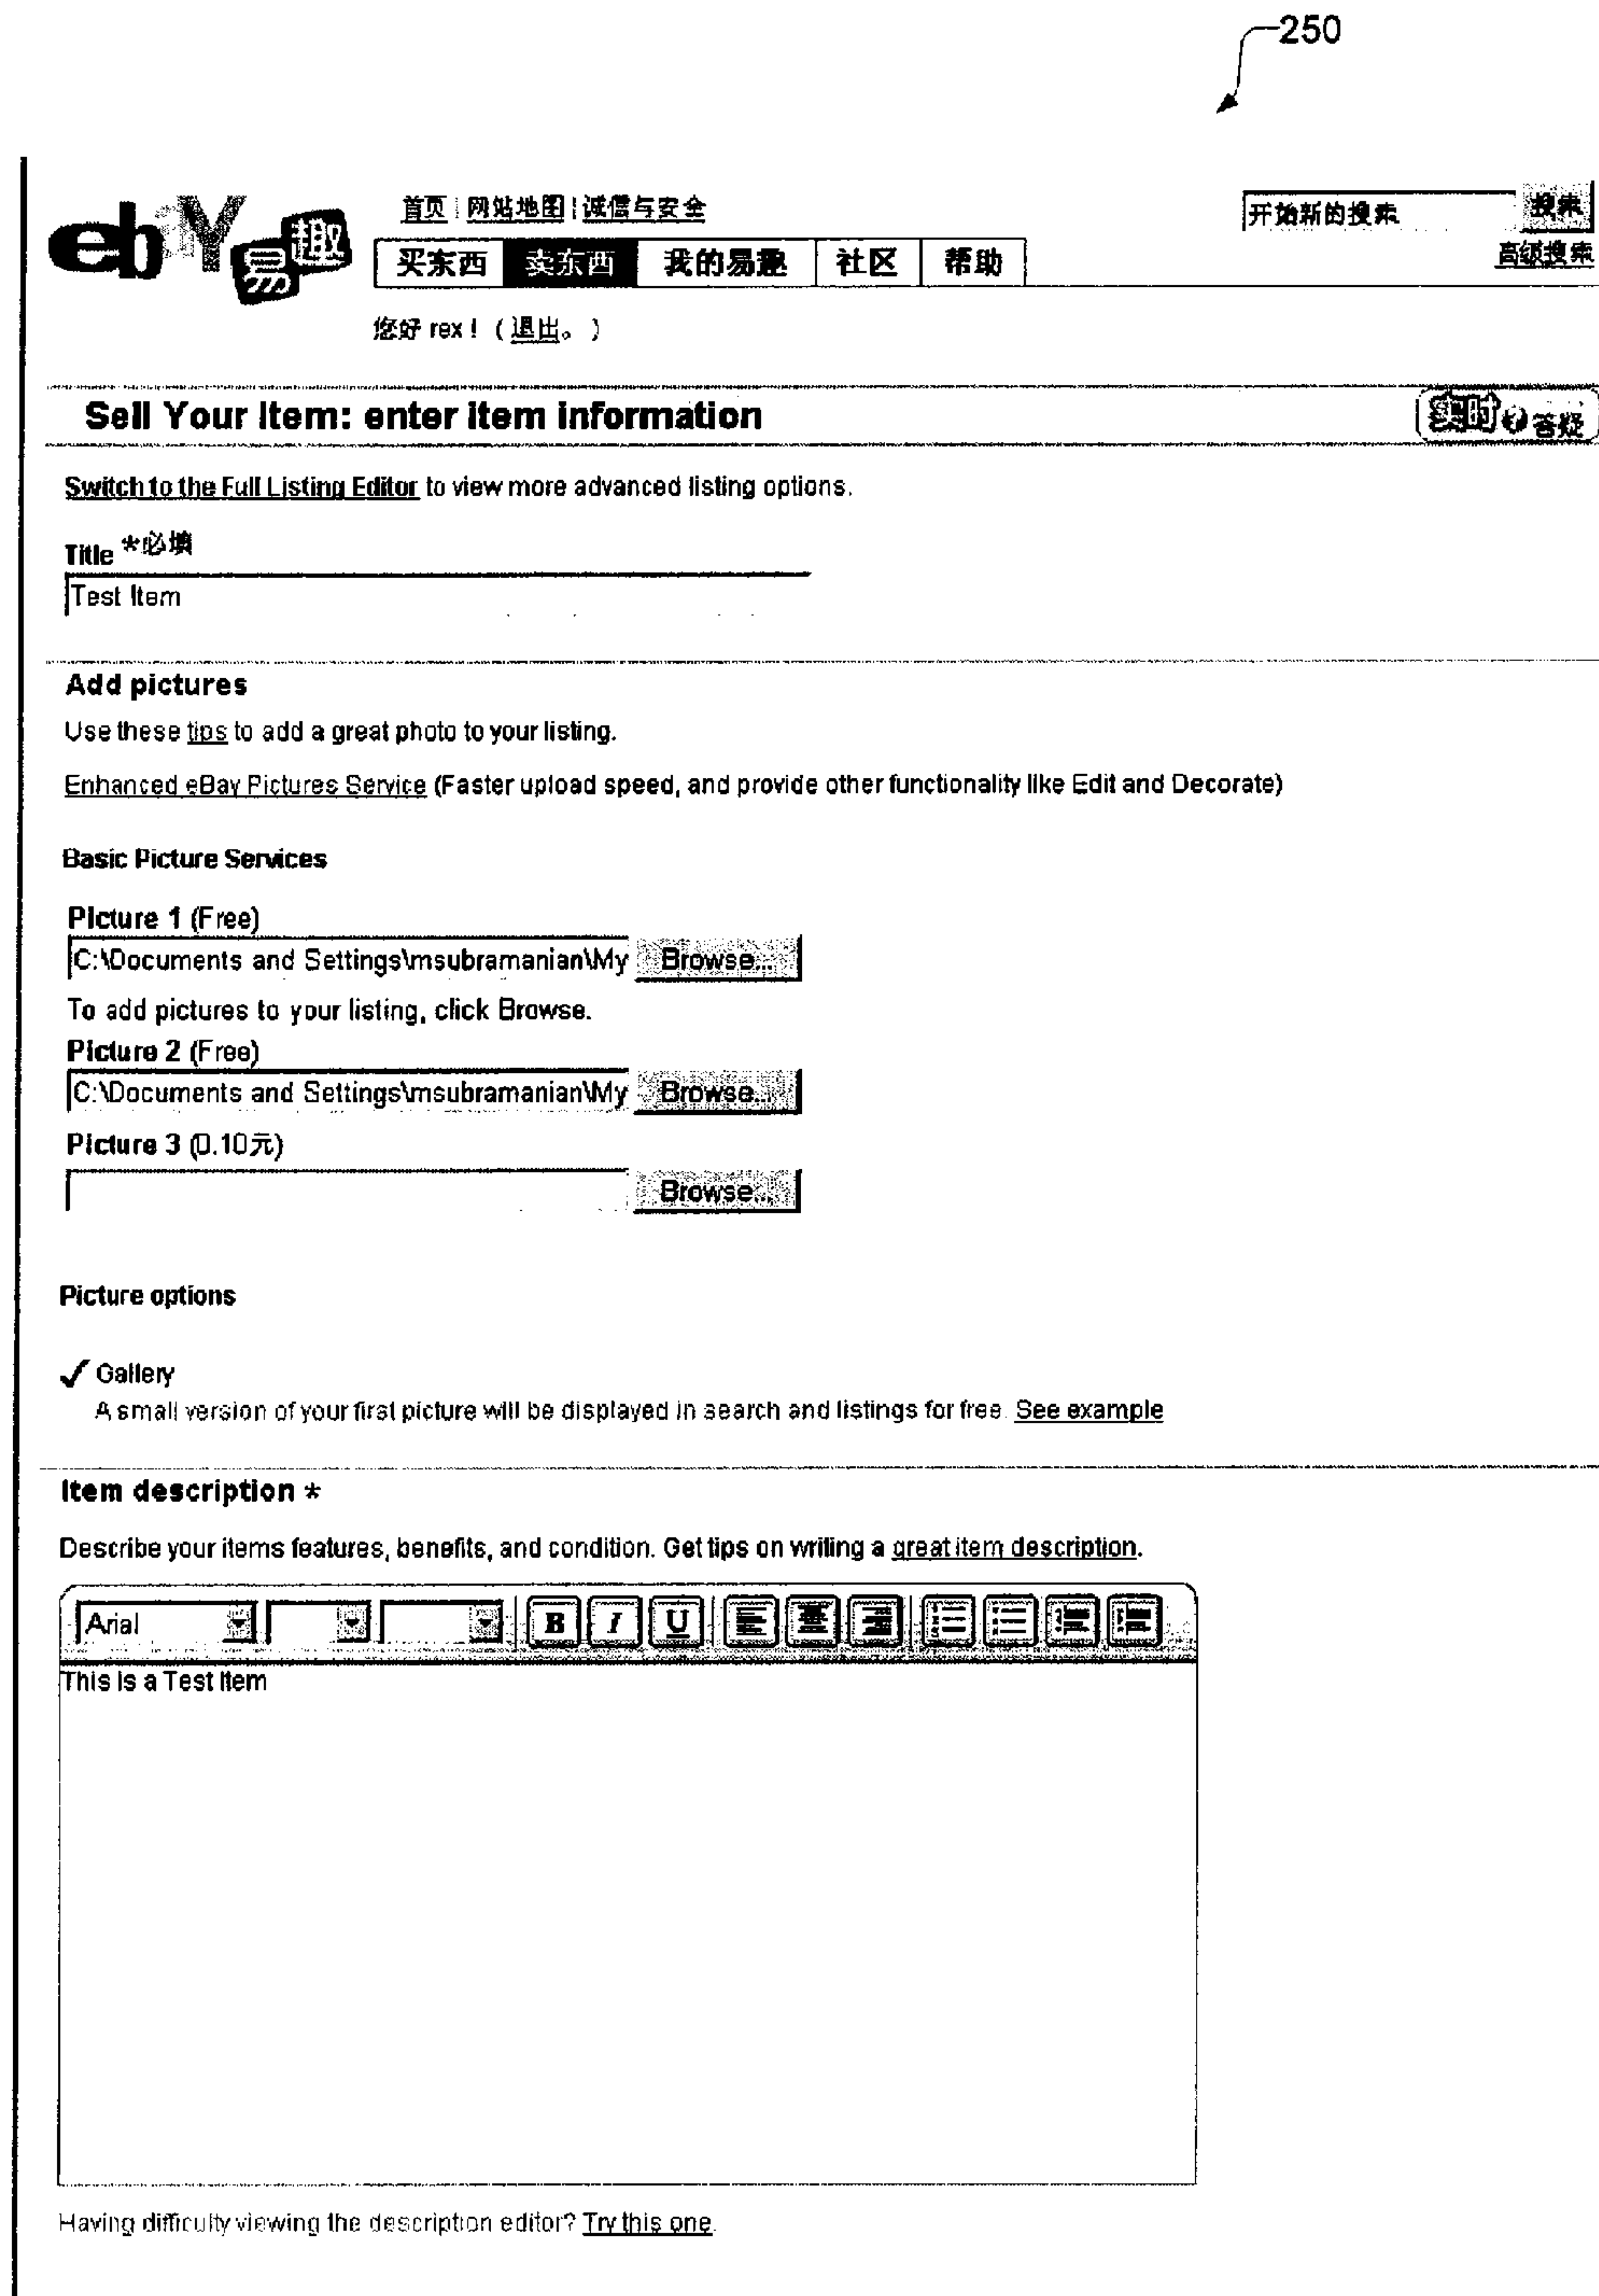 250
ebaY易趣
首页 | 网站地图 | 诚信与安全
开始新的搜索 搜索
高级搜索
买东西 卖东西 我的易趣 社区 帮助
您好 rex！（退出。）
Sell Your Item: enter item information
实时?答疑
Switch to the Full Listing Editor to view more advanced listing options.
Title *必填
Test Item
Add pictures
Use these tips to add a great photo to your listing.
Enhanced eBay Pictures Service (Faster upload speed, and provide other functionality like Edit and Decorate)
Basic Picture Services
Picture 1 (Free)
C:\Documents and Settings\msubramanian\My Browse...
To add pictures to your listing, click Browse.
Picture 2 (Free)
C:\Documents and Settings\msubramanian\My Browse...
Picture 3 (0.10元)
Browse...
Picture options
✓ Gallery
A small version of your first picture will be displayed in search and listings for free. See example
Item description *
Describe your items features, benefits, and condition. Get tips on writing a great item description.
Arial B I U
This is a Test Item
Having difficulty viewing the description editor? Try this one.